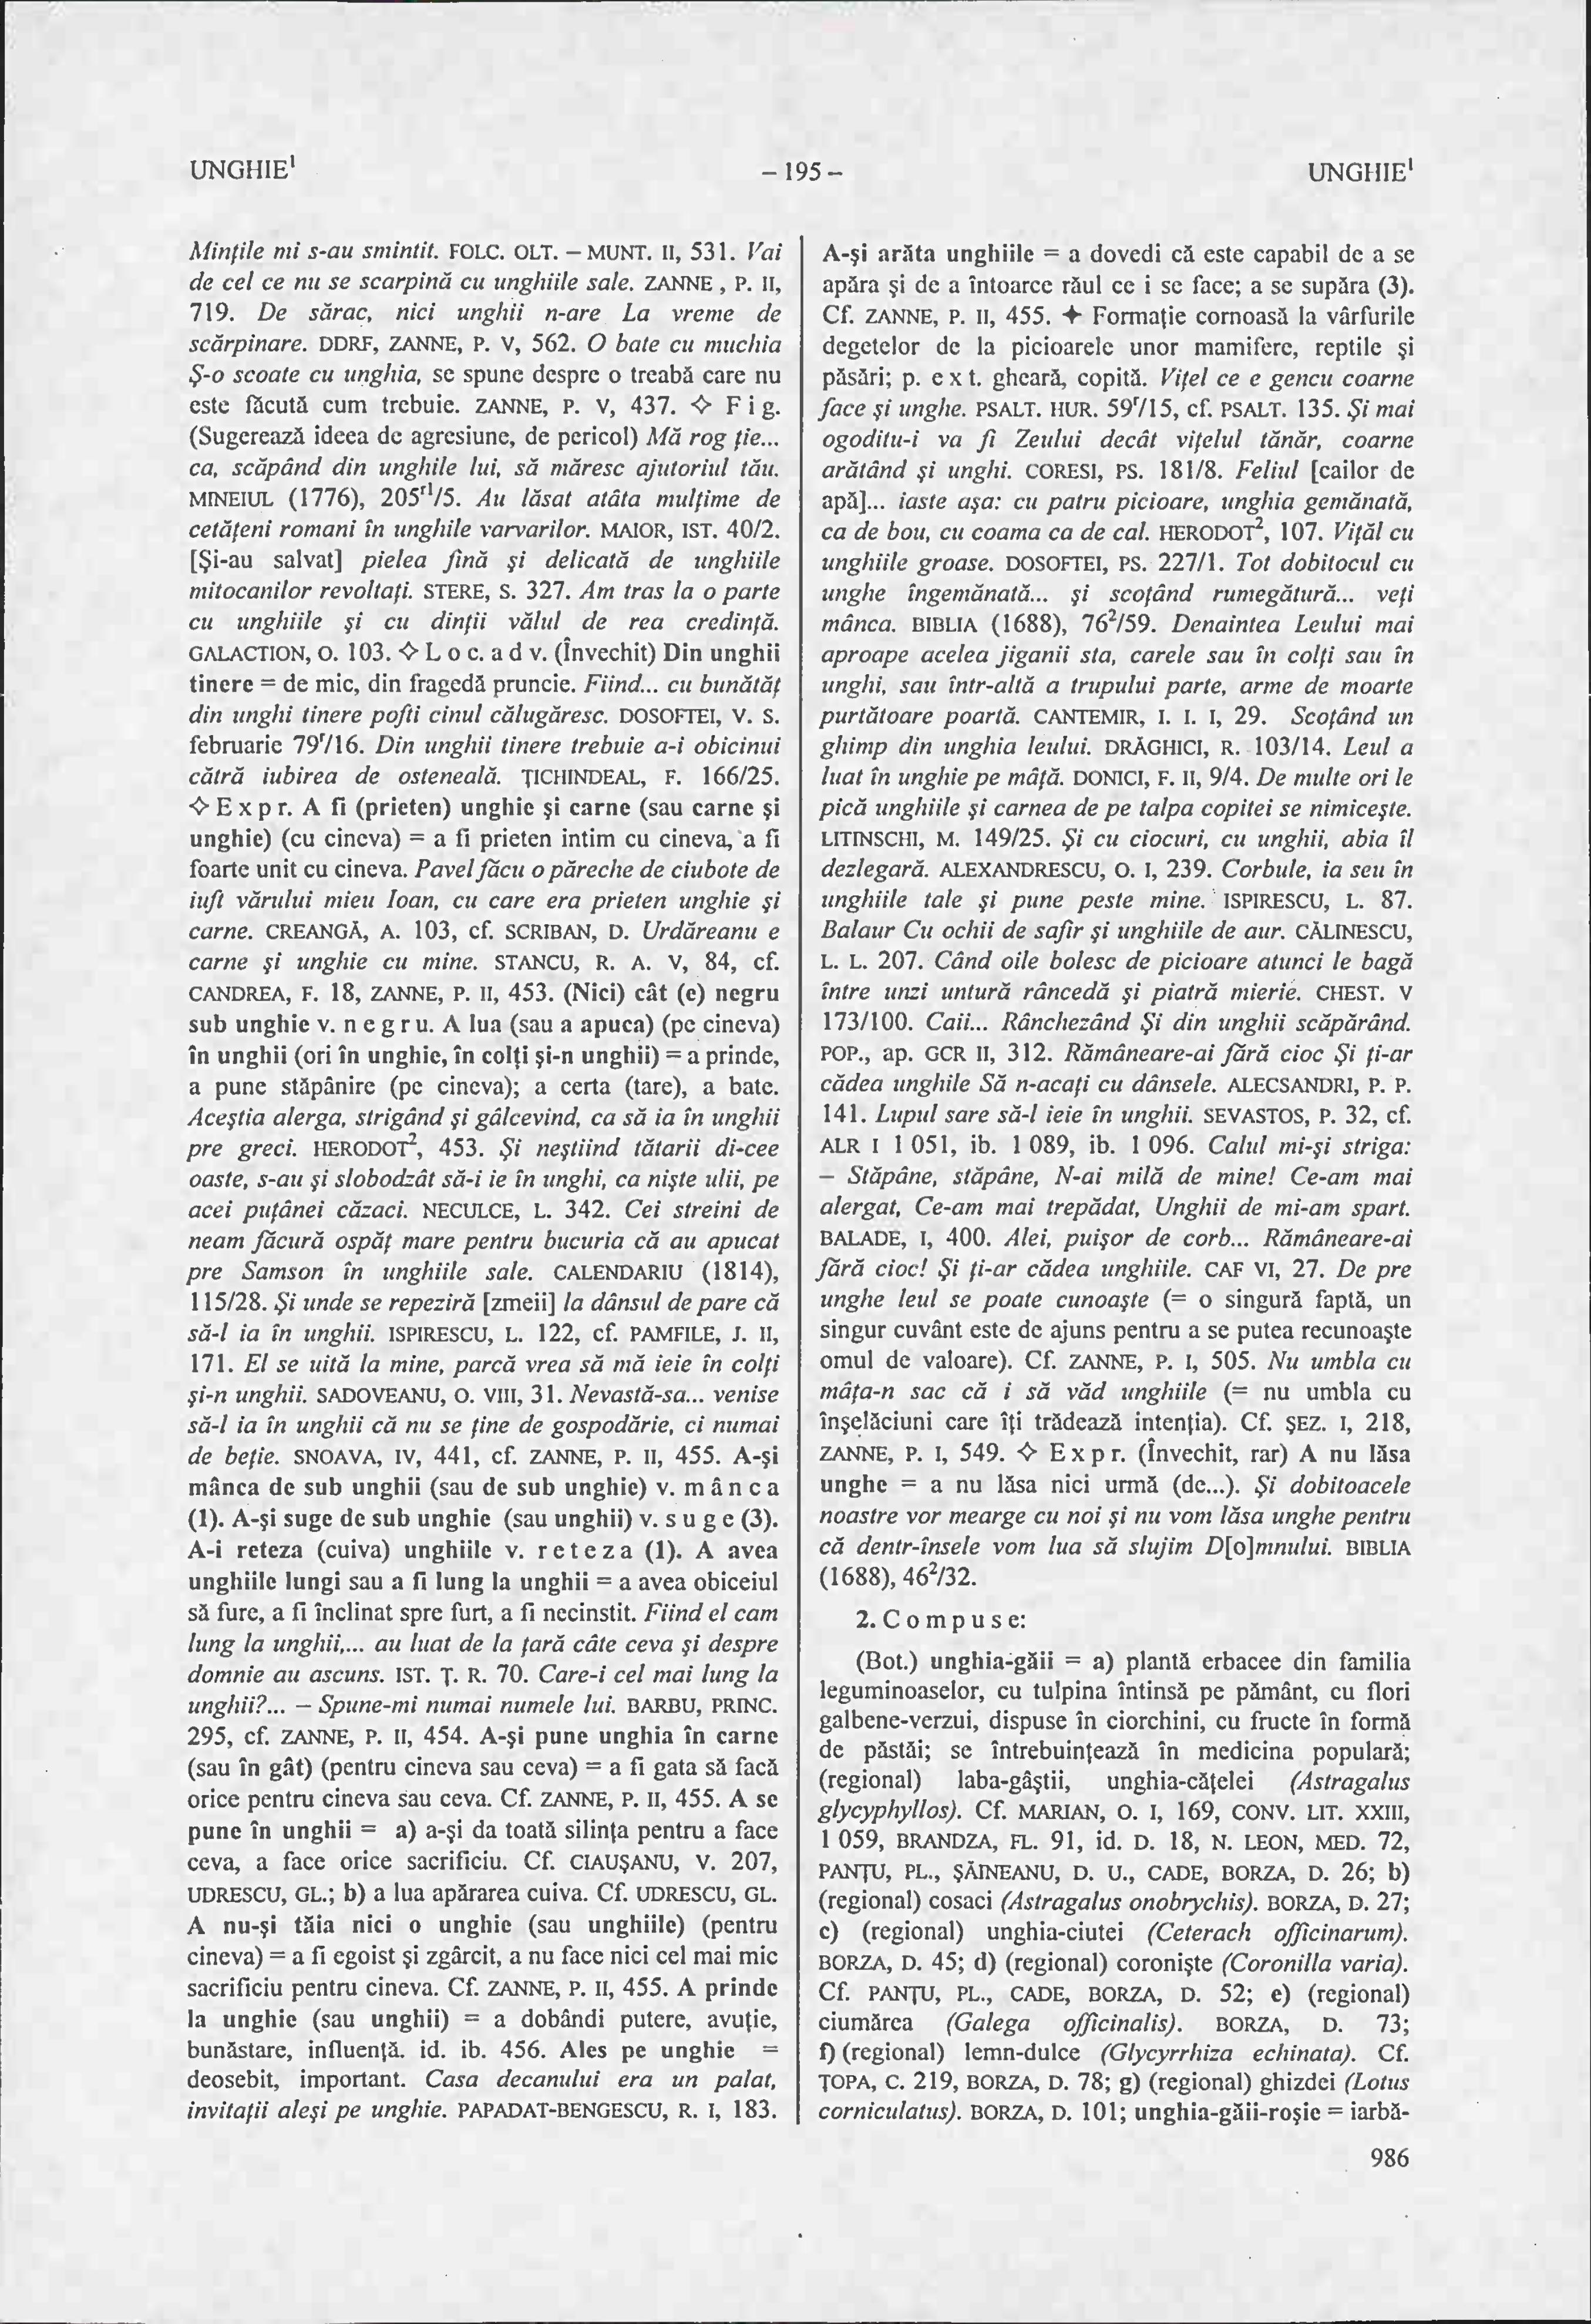 UNGHIE¹
– 195 –
UNGHIE¹
Minţile mi s-au smintit. FOLC. OLT. – MUNT. II, 531. Vai
de cel ce nu se scarpină cu unghiile sale. ZANNE , P. II,
719. De sărac, nici unghii n-are La vreme de
scărpinare. DDRF, ZANNE, P. V, 562. O bate cu muchia
Ş-o scoate cu unghia, se spune despre o treabă care nu
este făcută cum trebuie. ZANNE, P. V, 437. ◇ F i g.
(Sugerează ideea de agresiune, de pericol) Mă rog ţie...
ca, scăpând din unghile lui, să măresc ajutoriul tău.
MINEIUL (1776), 205ʳ¹/5. Au lăsat atâta mulţime de
cetăţeni romani în unghile varvarilor. MAIOR, IST. 40/2.
[Şi-au salvat] pielea fină şi delicată de unghiile
mitocanilor revoltaţi. STERE, S. 327. Am tras la o parte
cu unghiile şi cu dinţii vălul de rea credinţă.
GALACTION, O. 103. ◇ L o c. a d v. (Învechit) Din unghii
tinere = de mic, din fragedă pruncie. Fiind... cu bunătăţ
din unghi tinere pofti cinul călugăresc. DOSOFTEI, V. S.
februarie 79ʳ/16. Din unghii tinere trebuie a-i obicinui
cătră iubirea de osteneală. ŢICHINDEAL, F. 166/25.
◇ E x p r. A fi (prieten) unghie şi carne (sau carne şi
unghie) (cu cineva) = a fi prieten intim cu cineva, a fi
foarte unit cu cineva. Pavel făcu o păreche de ciubote de
iuft vărului mieu Ioan, cu care era prieten unghie şi
carne. CREANGĂ, A. 103, cf. SCRIBAN, D. Urdăreanu e
carne şi unghie cu mine. STANCU, R. A. V, 84, cf.
CANDREA, F. 18, ZANNE, P. II, 453. (Nici) cât (e) negru
sub unghie v. n e g r u. A lua (sau a apuca) (pe cineva)
în unghii (ori în unghie, în colţi şi-n unghii) = a prinde,
a pune stăpânire (pe cineva); a certa (tare), a bate.
Aceştia alerga, strigând şi gâlcevind, ca să ia în unghii
pre greci. HERODOT², 453. Şi neştiind tătarii di-cee
oaste, s-au şi slobodzât să-i ie în unghi, ca nişte ulii, pe
acei puţânei căzaci. NECULCE, L. 342. Cei streini de
neam făcură ospăţ mare pentru bucuria că au apucat
pre Samson în unghiile sale. CALENDARIU (1814),
115/28. Şi unde se repeziră [zmeii] la dânsul de pare că
să-l ia în unghii. ISPIRESCU, L. 122, cf. PAMFILE, J. II,
171. El se uită la mine, parcă vrea să mă ieie în colţi
şi-n unghii. SADOVEANU, O. VIII, 31. Nevastă-sa... venise
să-l ia în unghii că nu se ţine de gospodărie, ci numai
de beţie. SNOAVA, IV, 441, cf. ZANNE, P. II, 455. A-şi
mânca de sub unghii (sau de sub unghie) v. m â n c a
(1). A-şi suge de sub unghie (sau unghii) v. s u g e (3).
A-i reteza (cuiva) unghiile v. r e t e z a (1). A avea
unghiile lungi sau a fi lung la unghii = a avea obiceiul
să fure, a fi înclinat spre furt, a fi necinstit. Fiind el cam
lung la unghii,... au luat de la ţară câte ceva şi despre
domnie au ascuns. IST. Ţ. R. 70. Care-i cel mai lung la
unghii?... – Spune-mi numai numele lui. BARBU, PRINC.
295, cf. ZANNE, P. II, 454. A-şi pune unghia în carne
(sau în gât) (pentru cineva sau ceva) = a fi gata să facă
orice pentru cineva sau ceva. Cf. ZANNE, P. II, 455. A se
pune în unghii = a) a-şi da toată silinţa pentru a face
ceva, a face orice sacrificiu. Cf. CIAUŞANU, V. 207,
UDRESCU, GL.; b) a lua apărarea cuiva. Cf. UDRESCU, GL.
A nu-şi tăia nici o unghie (sau unghiile) (pentru
cineva) = a fi egoist şi zgârcit, a nu face nici cel mai mic
sacrificiu pentru cineva. Cf. ZANNE, P. II, 455. A prinde
la unghie (sau unghii) = a dobândi putere, avuţie,
bunăstare, influenţă. id. ib. 456. Ales pe unghie =
deosebit, important. Casa decanului era un palat,
invitaţii aleşi pe unghie. PAPADAT-BENGESCU, R. I, 183.
A-şi arăta unghiile = a dovedi că este capabil de a se
apăra şi de a întoarce răul ce i se face; a se supăra (3).
Cf. ZANNE, P. II, 455. ✦ Formaţie cornoasă la vârfurile
degetelor de la picioarele unor mamifere, reptile şi
păsări; p. e x t. gheară, copită. Viţel ce e gencu coarne
face şi unghe. PSALT. HUR. 59ʳ/15, cf. PSALT. 135. Şi mai
ogoditu-i va fi Zeului decât viţelul tănăr, coarne
arătând şi unghi. CORESI, PS. 181/8. Feliul [cailor de
apă]... iaste aşa: cu patru picioare, unghia gemănată,
ca de bou, cu coama ca de cal. HERODOT², 107. Viţăl cu
unghiile groase. DOSOFTEI, PS. 227/1. Tot dobitocul cu
unghe îngemănată... şi scoţând rumegătură... veţi
mânca. BIBLIA (1688), 76²/59. Denaintea Leului mai
aproape acelea jiganii sta, carele sau în colţi sau în
unghi, sau într-altă a trupului parte, arme de moarte
purtătoare poartă. CANTEMIR, I. I. I, 29. Scoţând un
ghimp din unghia leului. DRĂGHICI, R. 103/14. Leul a
luat în unghie pe mâţă. DONICI, F. II, 9/4. De multe ori le
pică unghiile şi carnea de pe talpa copitei se nimiceşte.
LITINSCHI, M. 149/25. Şi cu ciocuri, cu unghii, abia îl
dezlegară. ALEXANDRESCU, O. I, 239. Corbule, ia seu în
unghiile tale şi pune peste mine. ISPIRESCU, L. 87.
Balaur Cu ochii de safir şi unghiile de aur. CĂLINESCU,
L. L. 207. Când oile bolesc de picioare atunci le bagă
între unzi untură râncedă şi piatră mierie. CHEST. V
173/100. Caii... Rânchezând Şi din unghii scăpărând.
POP., ap. GCR II, 312. Rămâneare-ai fără cioc Şi ţi-ar
cădea unghile Să n-acaţi cu dânsele. ALECSANDRI, P. P.
141. Lupul sare să-l ieie în unghii. SEVASTOS, P. 32, cf.
ALR I 1 051, ib. 1 089, ib. 1 096. Calul mi-şi striga:
– Stăpâne, stăpâne, N-ai milă de mine! Ce-am mai
alergat, Ce-am mai trepădat, Unghii de mi-am spart.
BALADE, I, 400. Alei, puişor de corb... Rămâneare-ai
fără cioc! Şi ţi-ar cădea unghiile. CAF VI, 27. De pre
unghe leul se poate cunoaşte (= o singură faptă, un
singur cuvânt este de ajuns pentru a se putea recunoaşte
omul de valoare). Cf. ZANNE, P. I, 505. Nu umbla cu
mâţa-n sac că i să văd unghiile (= nu umbla cu
înşelăciuni care îţi trădează intenţia). Cf. ŞEZ. I, 218,
ZANNE, P. I, 549. ◇ E x p r. (Învechit, rar) A nu lăsa
unghe = a nu lăsa nici urmă (de...). Şi dobitoacele
noastre vor mearge cu noi şi nu vom lăsa unghe pentru
că dentr-însele vom lua să slujim D[o]mnului. BIBLIA
(1688), 46²/32.
2. C o m p u s e:
(Bot.) unghia-găii = a) plantă erbacee din familia
leguminoaselor, cu tulpina întinsă pe pământ, cu flori
galbene-verzui, dispuse în ciorchini, cu fructe în formă
de păstăi; se întrebuinţează în medicina populară;
(regional) laba-gâştii, unghia-căţelei (Astragalus
glycyphyllos). Cf. MARIAN, O. I, 169, CONV. LIT. XXIII,
1 059, BRANDZA, FL. 91, id. D. 18, N. LEON, MED. 72,
PANŢU, PL., ŞĂINEANU, D. U., CADE, BORZA, D. 26; b)
(regional) cosaci (Astragalus onobrychis). BORZA, D. 27;
c) (regional) unghia-ciutei (Ceterach officinarum).
BORZA, D. 45; d) (regional) coronişte (Coronilla varia).
Cf. PANŢU, PL., CADE, BORZA, D. 52; e) (regional)
ciumărea (Galega officinalis). BORZA, D. 73;
f) (regional) lemn-dulce (Glycyrrhiza echinata). Cf.
ŢOPA, C. 219, BORZA, D. 78; g) (regional) ghizdei (Lotus
corniculatus). BORZA, D. 101; unghia-găii-roşie = iarbă-
986